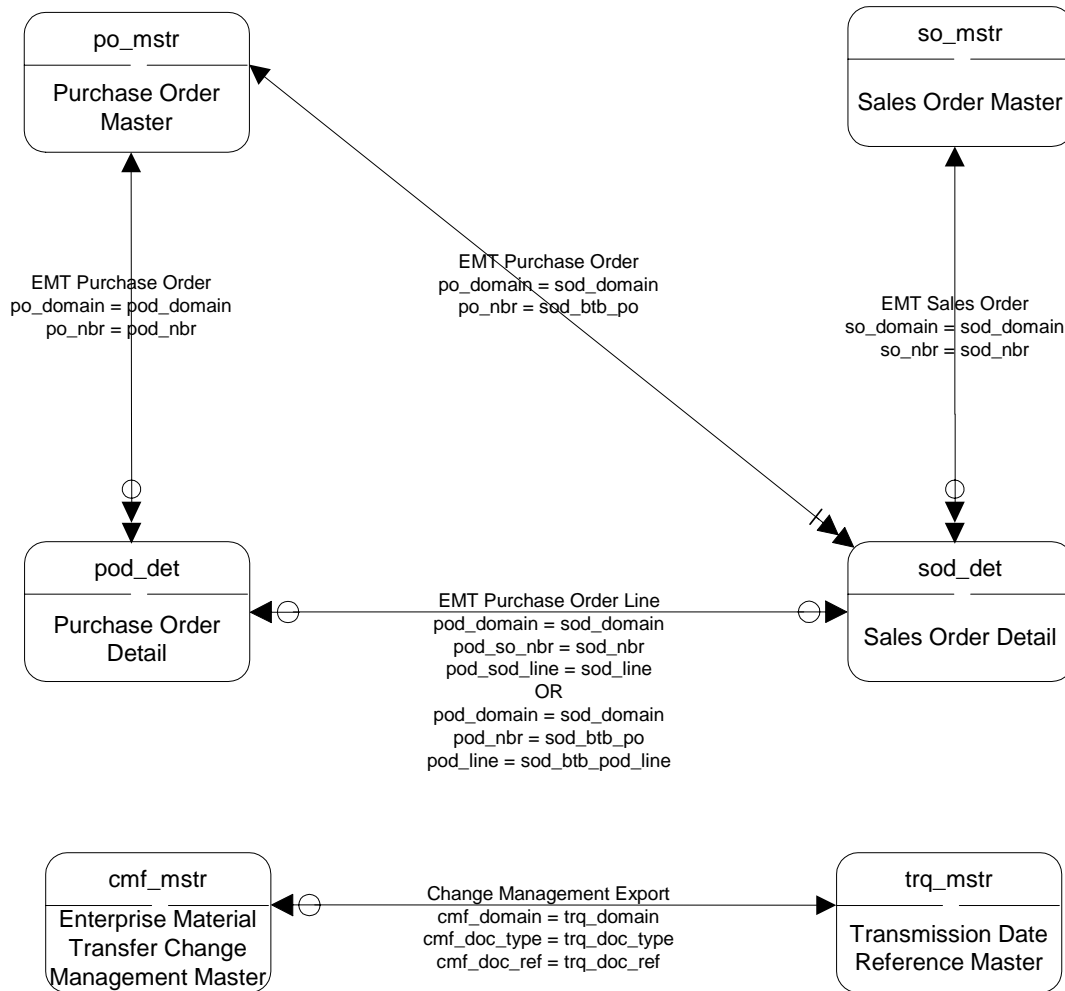 po_mstr
Purchase Order
Master
so_mstr
Sales Order Master
EMT Purchase Order
po_domain = pod_domain
po_nbr = pod_nbr
EMT Purchase Order
po_domain = sod_domain
po_nbr = sod_btb_po
EMT Sales Order
so_domain = sod_domain
so_nbr = sod_nbr
pod_det
Purchase Order
Detail
EMT Purchase Order Line
pod_domain = sod_domain
pod_so_nbr = sod_nbr
pod_sod_line = sod_line
OR
pod_domain = sod_domain
pod_nbr = sod_btb_po
pod_line = sod_btb_pod_line
sod_det
Sales Order Detail
cmf_mstr
Enterprise Material
Transfer Change
Management Master
Change Management Export
cmf_domain = trq_domain
cmf_doc_type = trq_doc_type
cmf_doc_ref = trq_doc_ref
trq_mstr
Transmission Date
Reference Master